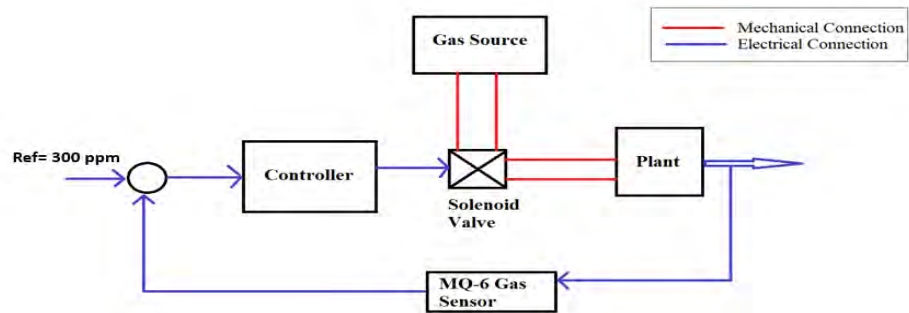 Mechanical Connection
Electrical Connection
Gas Source
Ref= 300 ppm
Controller
Solenoid
Valve
Plant
MQ-6 Gas
Sensor